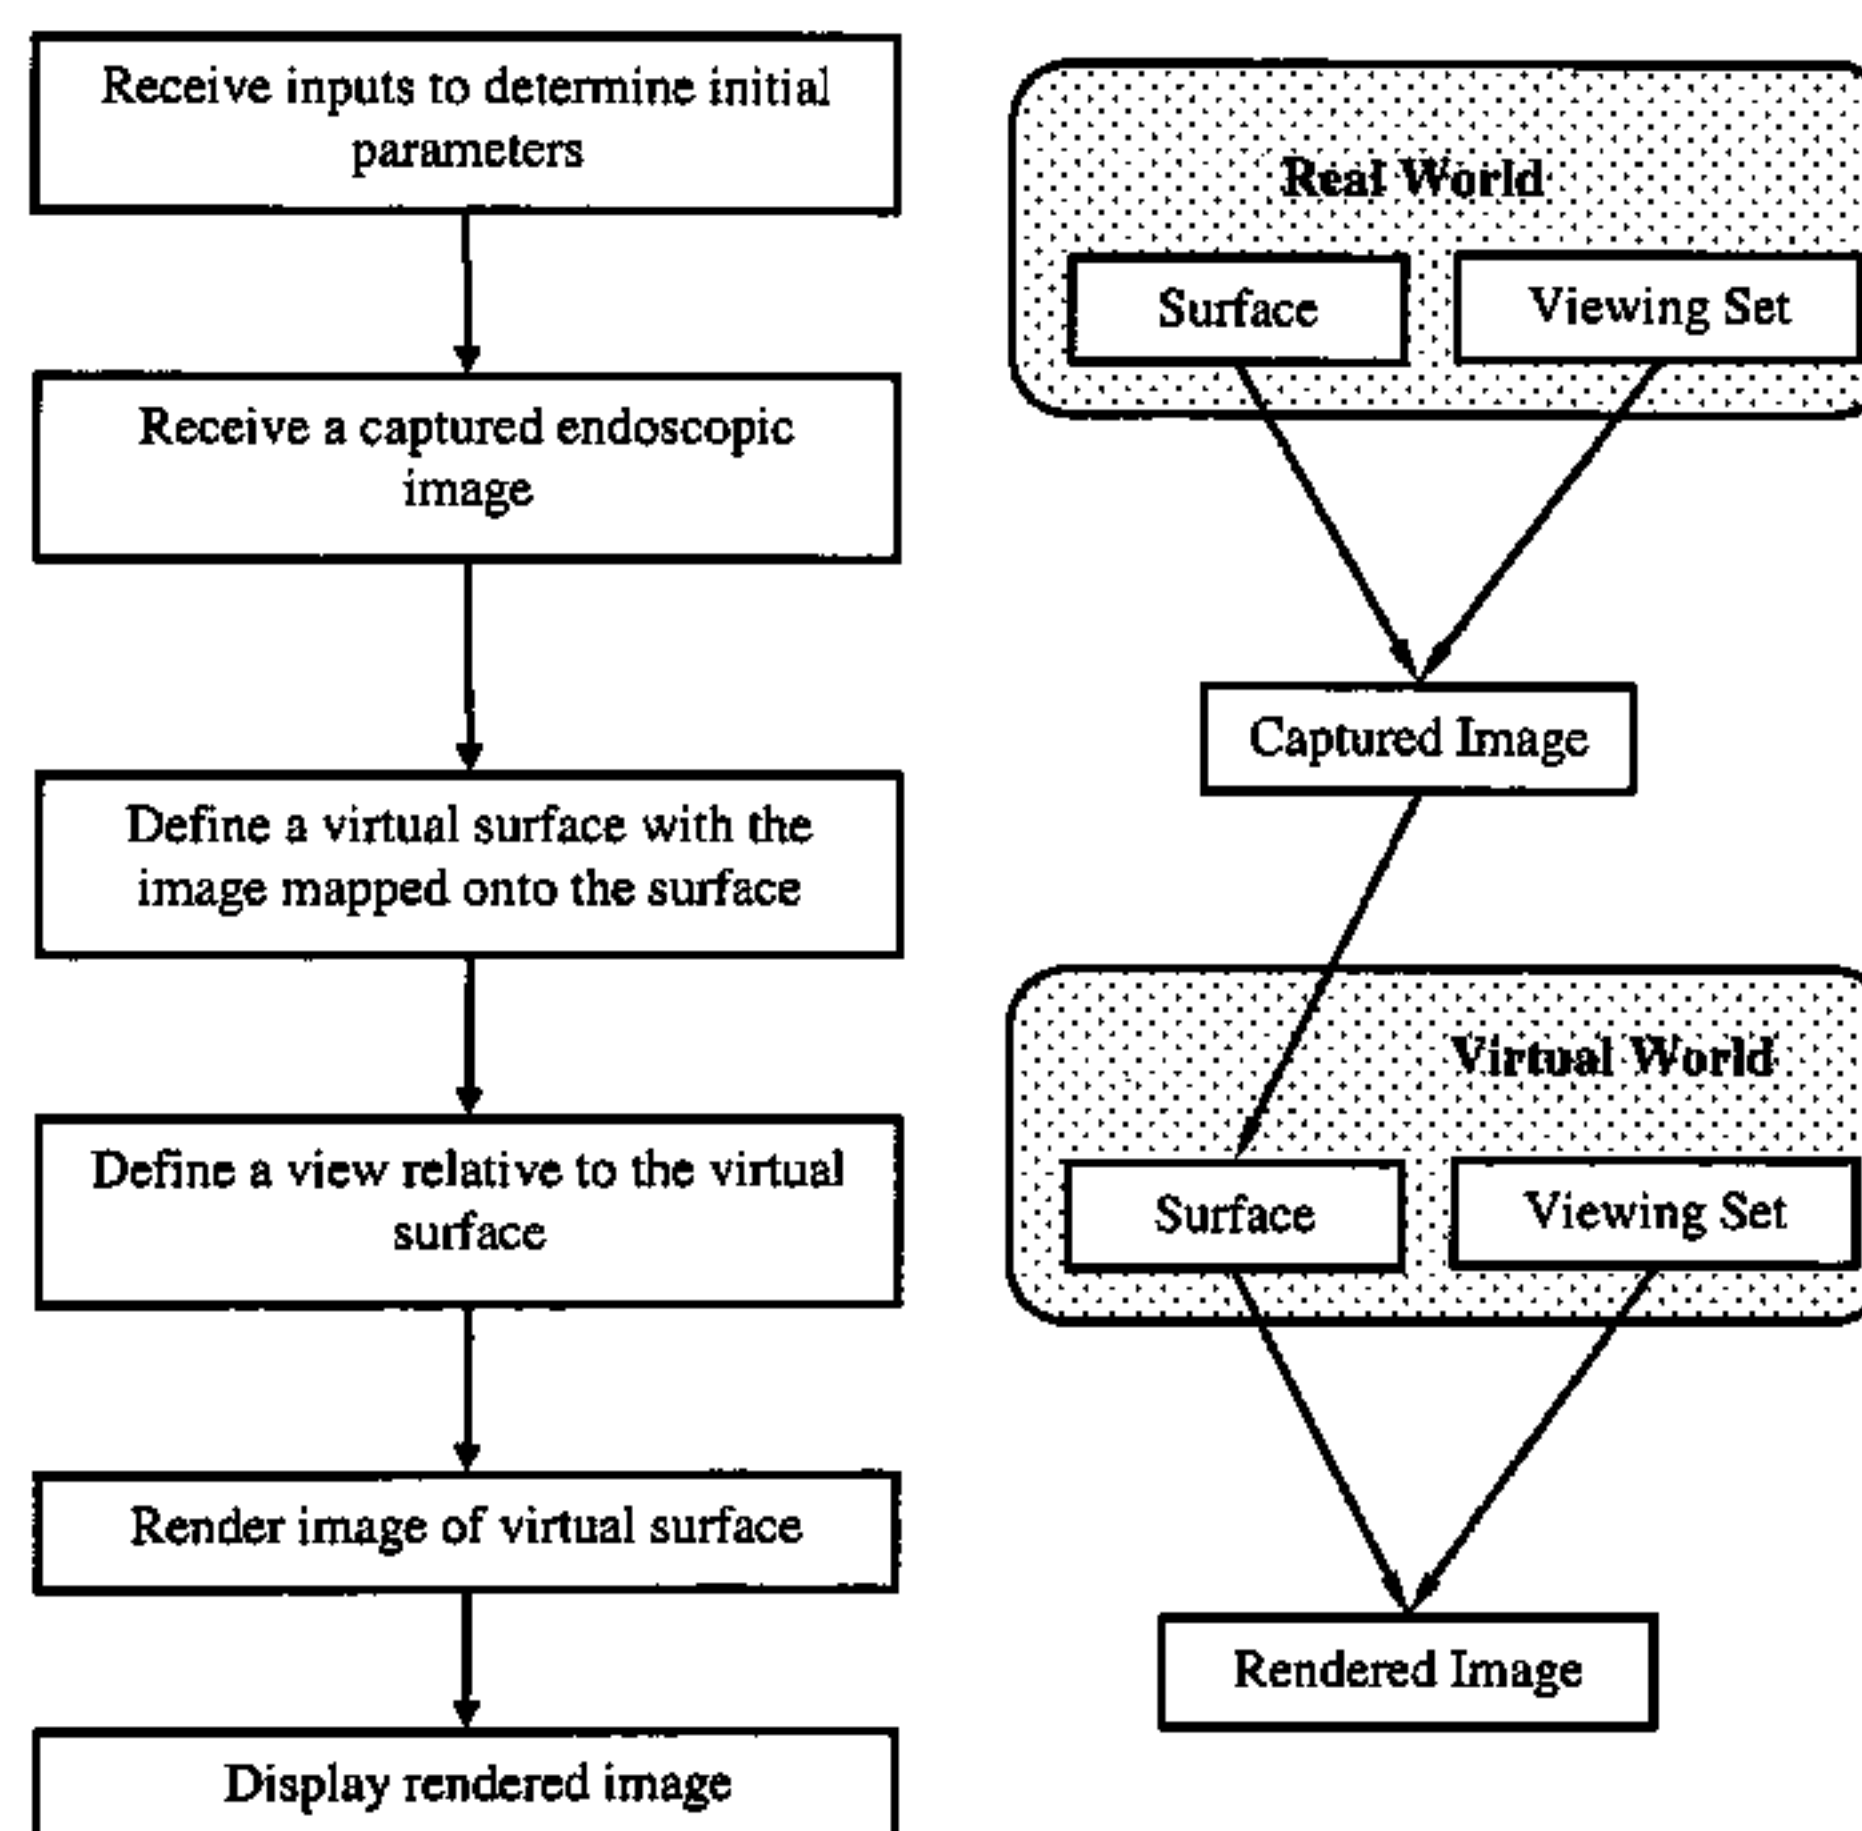 Receive inputs to determine initial
parameters
Receive a captured endoscopic
image
Define a virtual surface with the
image mapped onto the surface
Define a view relative to the virtual
surface
Render image of virtual surface
Display rendered image
Real World
Surface
Viewing Set
Captured Image
Virtual World
Surface
Viewing Set
Rendered Image